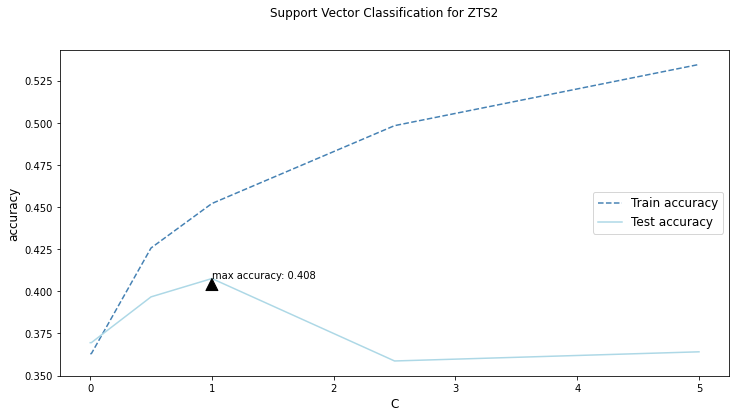 Support Vector Classification for ZTS2
0.525
0.500
0.475
0.450
0.425
0.400
0.375
0.350
accuracy
max accuracy: 0.408
Train accuracy
Test accuracy
0 1 2 3 4 5
C